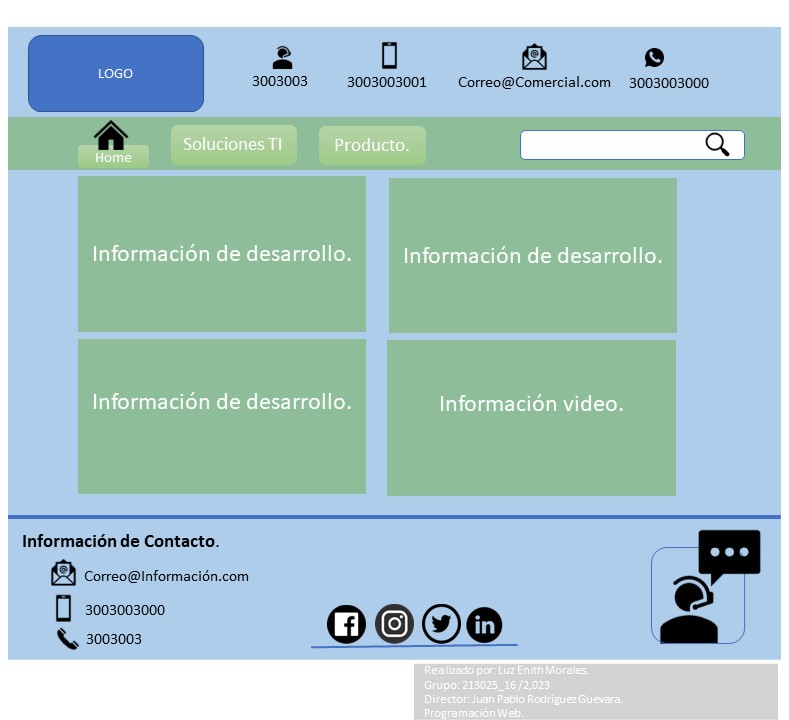 LOGO
3003003
3003003001
Correo@Comercial.com
3003003000
Home
Soluciones TI
Producto.
Información de desarrollo.
Información de desarrollo.
Información de desarrollo.
Información video.
Información de Contacto.
Correo@Información.com
3003003000
3003003
Realizado por: Luz Enith Morales.
Grupo: 213025_16 /2,023
Director: Juan Pablo Rodríguez Guevara.
Programación Web.